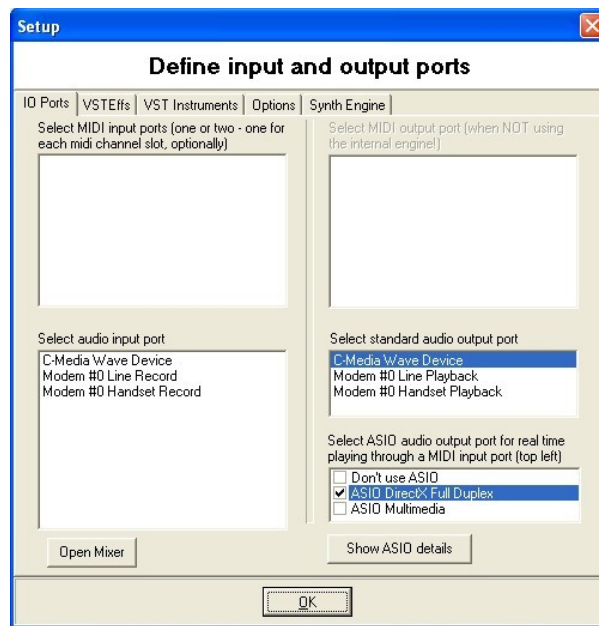 Setup
Define input and output ports
IO Ports VSTEffs VST Instruments Options Synth Engine
Select MIDI input ports (one or two - one for
each midi channel slot, optionally)
Select MIDI output port (when NOT using
the internal engine!)
Select audio input port
C-Media Wave Device
Modem #0 Line Record
Modem #0 Handset Record
Select standard audio output port
C-Media Wave Device
Modem #0 Line Playback
Modem #0 Handset Playback
Select ASIO audio output port for real time
playing through a MIDI input port (top left)
Don't use ASIO
ASIO DirectX Full Duplex
ASIO Multimedia
Open Mixer
Show ASIO details
OK